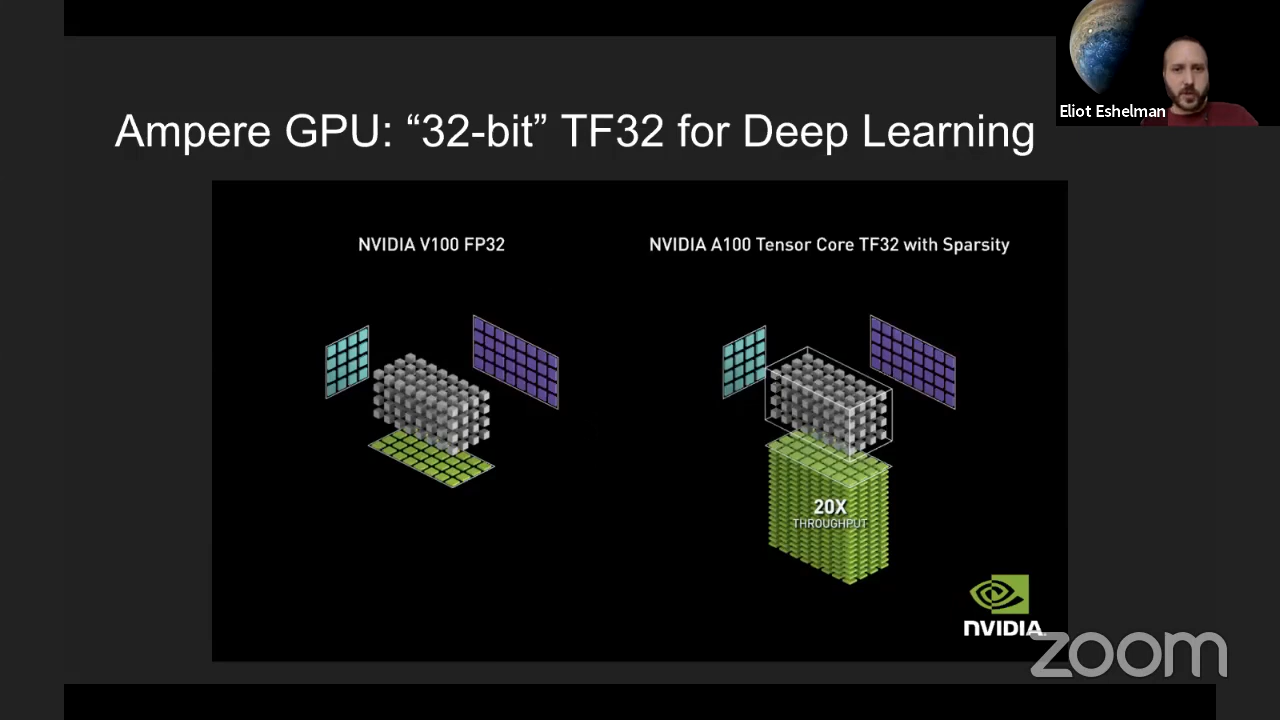 Eliot Eshelman
Ampere GPU: “32-bit” TF32 for Deep Learning
NVIDIA V100 FP32
NVIDIA A100 Tensor Core TF32 with Sparsity
20X
THROUGHPUT
NVIDIA.
zoom